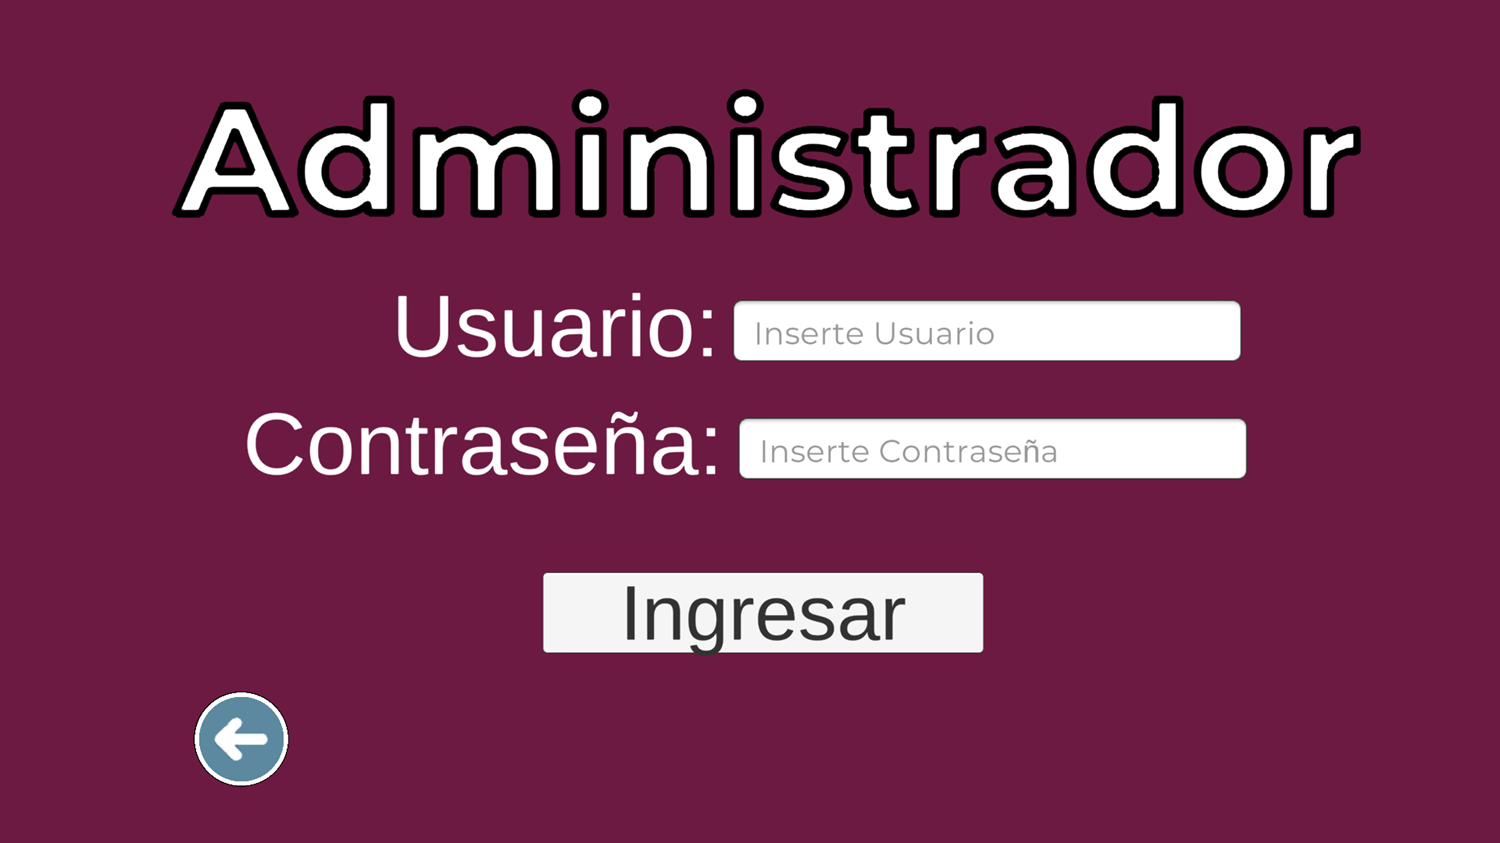 Administrador
Usuario: Inserte Usuario
Contraseña: Inserte Contraseña
Ingresar